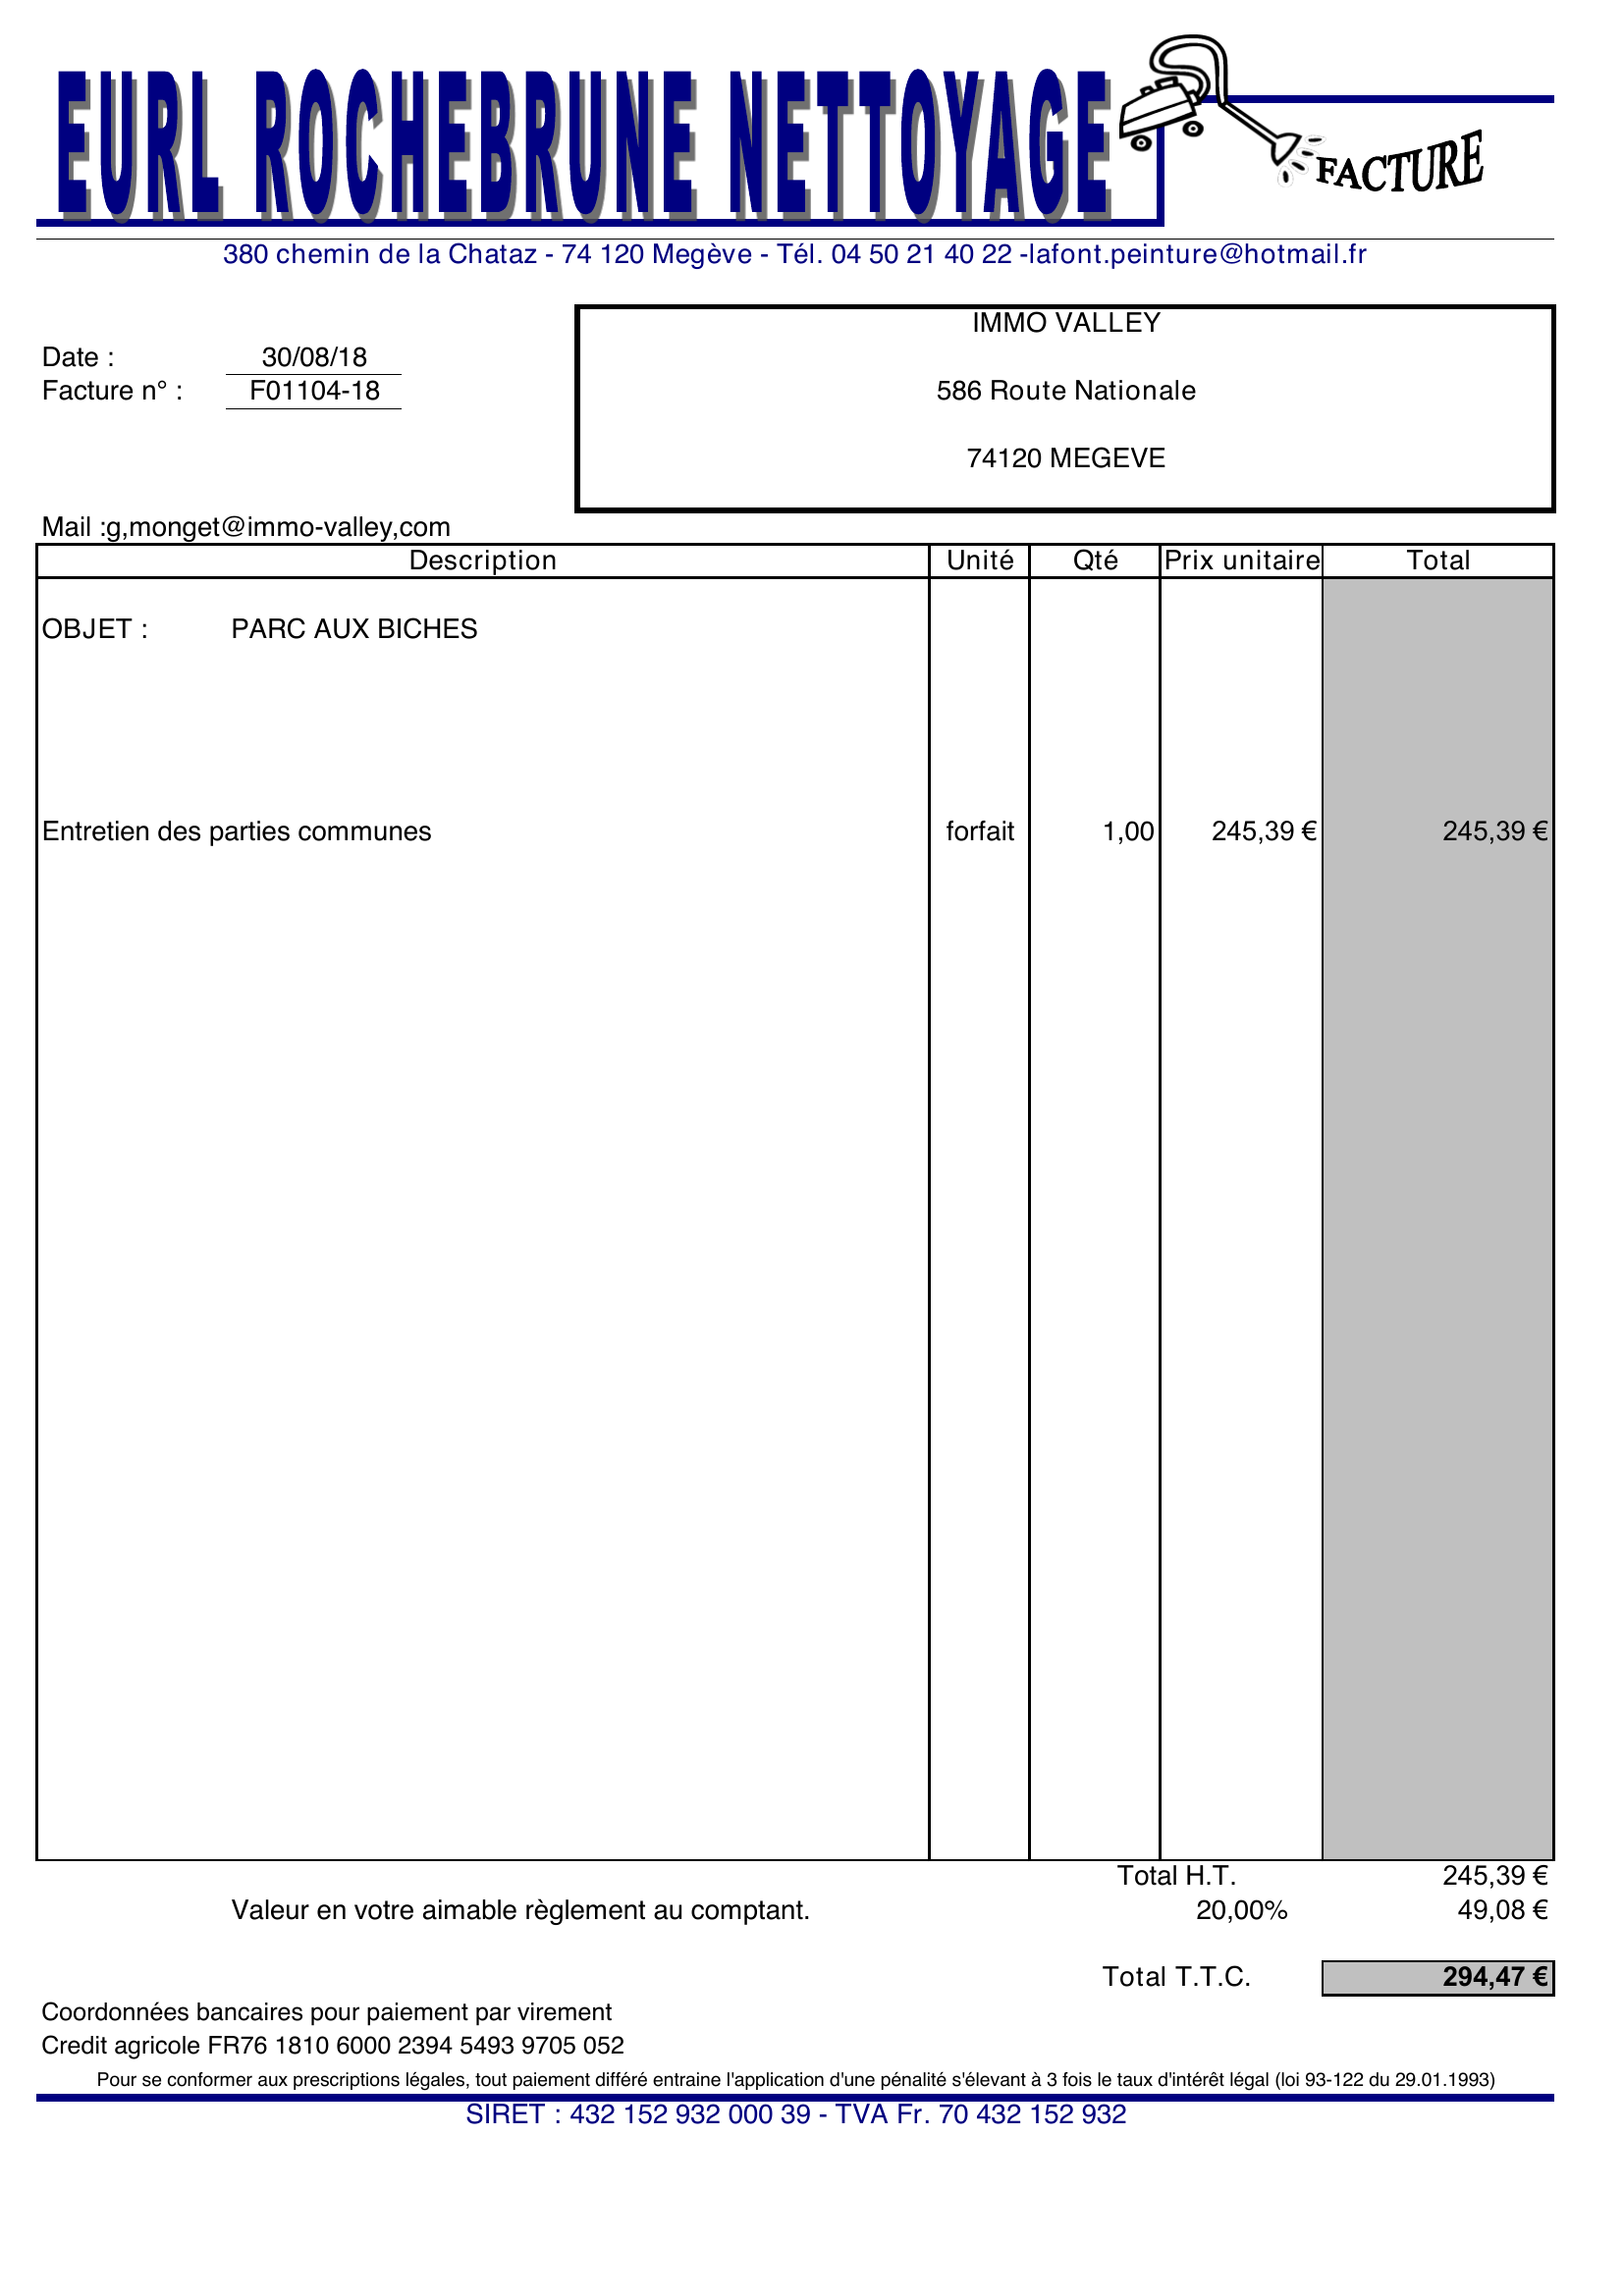 EURL ROCHEBRUNE NETTOYAGE
FACTURE
380 chemin de la Chataz - 74 120 Megève - Tél. 04 50 21 40 22 -lafont.peinture@hotmail.fr
IMMO VALLEY
Date : 30/08/18
Facture n° : F01104-18
586 Route Nationale
74120 MEGEVE
Mail :g,monget@immo-valley,com
Description Unité Qté Prix unitaire Total
OBJET : PARC AUX BICHES
Entretien des parties communes forfait 1,00 245,39 € 245,39 €
Total H.T. 245,39 €
Valeur en votre aimable règlement au comptant. 20,00% 49,08 €
Total T.T.C. 294,47 €
Coordonnées bancaires pour paiement par virement
Credit agricole FR76 1810 6000 2394 5493 9705 052
Pour se conformer aux prescriptions légales, tout paiement différé entraine l'application d'une pénalité s'élevant à 3 fois le taux d'intérêt légal (loi 93-122 du 29.01.1993)
SIRET : 432 152 932 000 39 - TVA Fr. 70 432 152 932